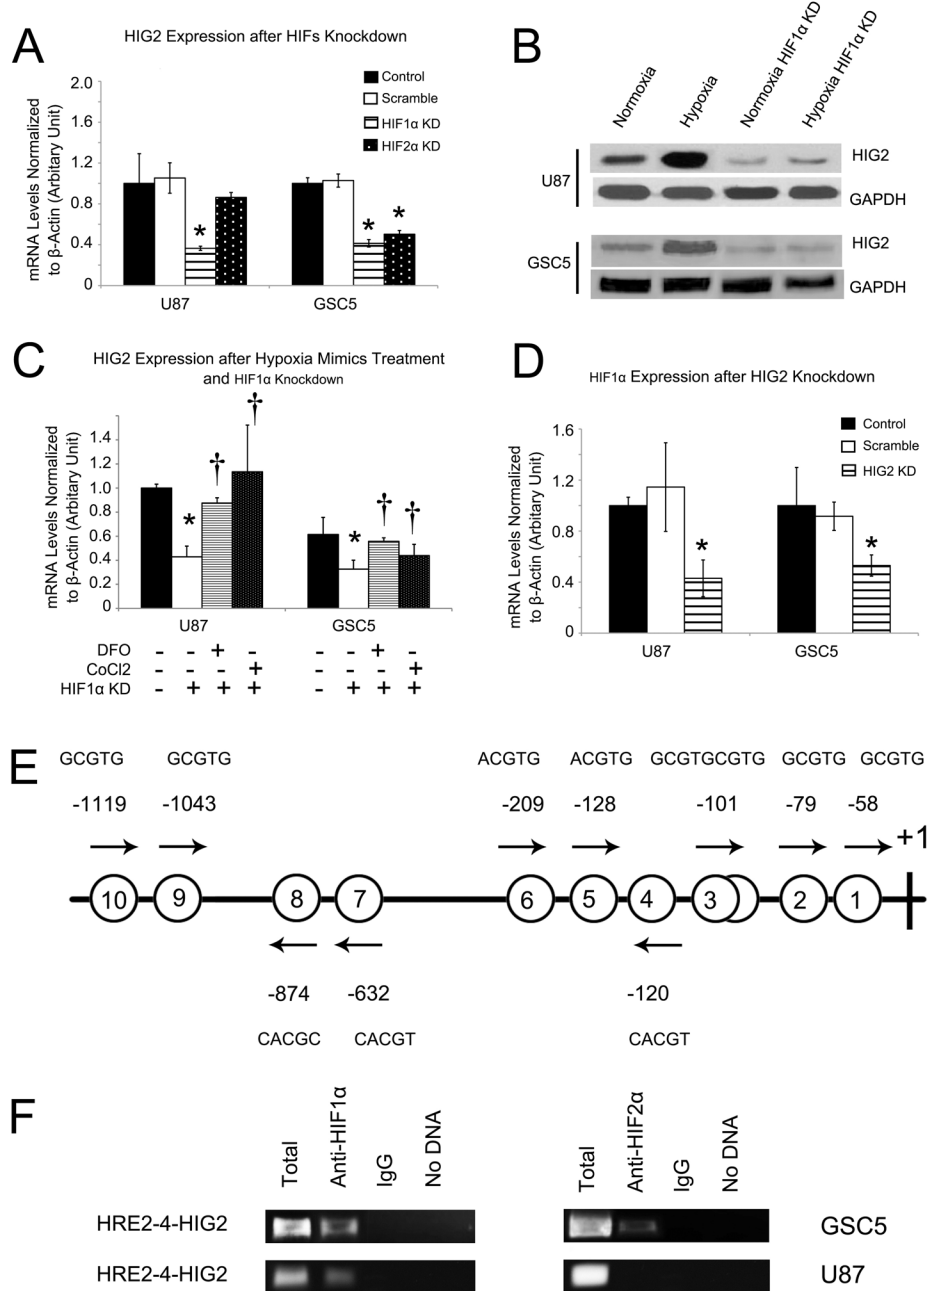 A
HIG2 Expression after HIFs Knockdown
mRNA Levels Normalized
to β-Actin (Arbitary Unit)
2.0
1.6
1.2
0.8
0.4
0
Control
Scramble
HIF1α KD
HIF2α KD
*
*
*
U87
GSC5
B
Normoxia
Hypoxia
Normoxia HIF1α KD
Hypoxia HIF1α KD
U87
HIG2
GAPDH
GSC5
HIG2
GAPDH
C
HIG2 Expression after Hypoxia Mimics Treatment
and HIF1α Knockdown
mRNA Levels Normalized
to β-Actin (Arbitary Unit)
1.4
1.2
1.0
0.8
0.6
0.4
0.2
0
*
†
†
*
†
†
U87
GSC5
DFO - - + - - - + -
CoCl2 - - - + - - - +
HIF1α KD - + + + - + + +
D
HIF1α Expression after HIG2 Knockdown
mRNA Levels Normalized
to β-Actin (Arbitary Unit)
1.6
1.2
0.8
0.4
0
Control
Scramble
HIG2 KD
*
*
U87
GSC5
E
GCGTG GCGTG ACGTG ACGTG GCGTGCGTG GCGTG GCGTG
-1119 -1043 -209 -128 -101 -79 -58
+1
10 9 8 7 6 5 4 3 2 1
-874 -632 -120
CACGC CACGT CACGT
F
Total
Anti-HIF1α
IgG
No DNA
Total
Anti-HIF2α
IgG
No DNA
HRE2-4-HIG2
GSC5
HRE2-4-HIG2
U87